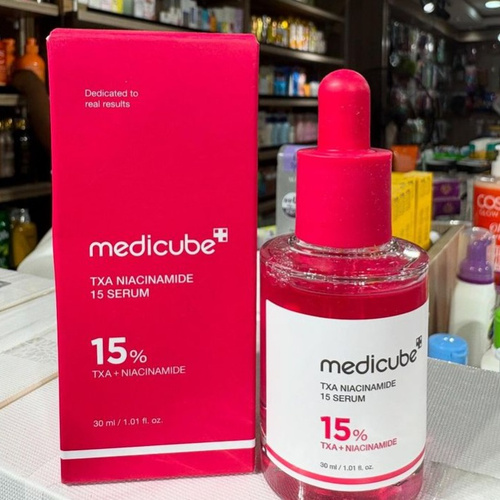 Dedicated to
real results
medicube
TXA NIACINAMIDE
15 SERUM
15%
TXA + NIACINAMIDE
30 ml / 1.01 fl. oz.
medicube
TXA NIACINAMIDE
15 SERUM
15%
TXA + NIACINAMIDE
30 ml / 1.01 fl. oz.
COS